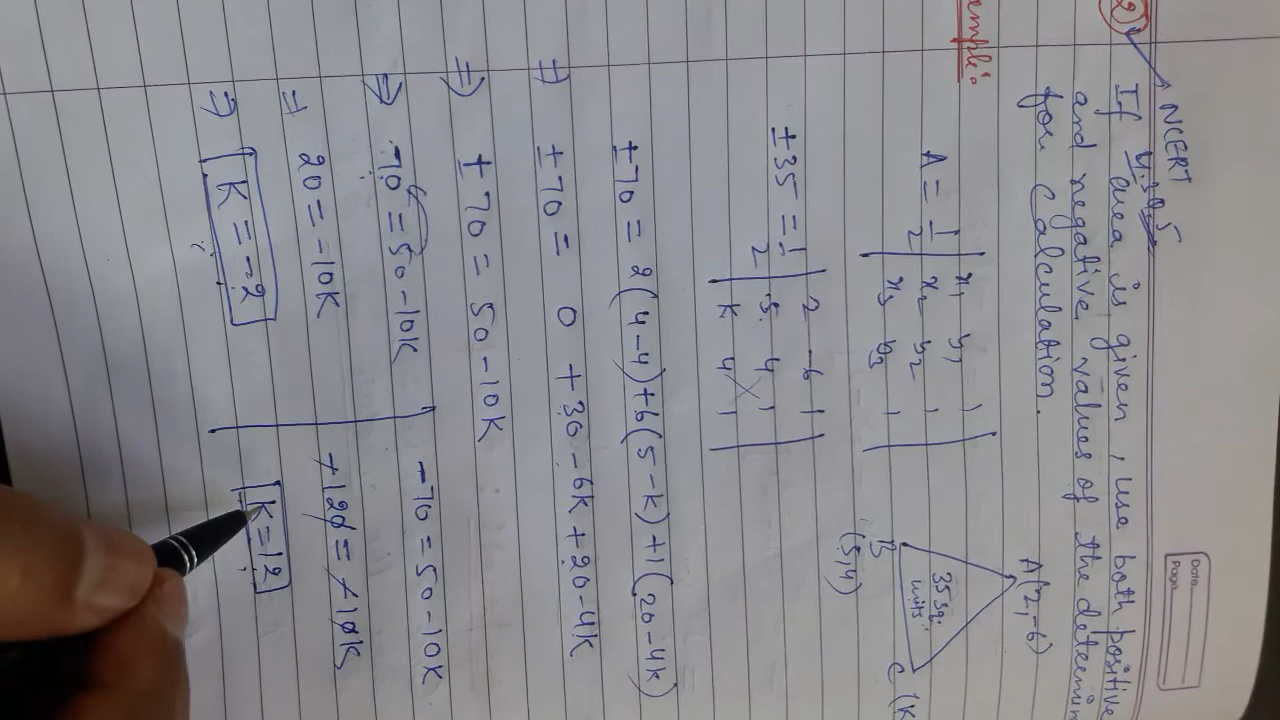 2
NCERT
If area is given, use both positive
and negative values of the determin
for calculation.
A = 1/2 | x1 y1 1
x2 y2 1
x3 y3 1 |
A(2,-6)
35 sq.
units
B
(5,4)
C (k
±35 = 1/2 | 2 -6 1
5 4 1
k 4 1 |
±70 = 2(4-4)+6(5-k)+1(20-4k)
⇒ ±70 = 0 + 30-6k+20-4k
⇒ ±70 = 50-10k
⇒ 70 = 50-10k
-70 = 50-10k
⇒ 20 = -10k
+120 = +10k
⇒ K = -2
k = 12
Date
Page